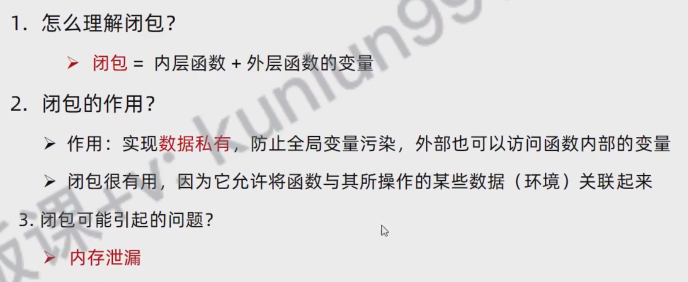 1. 怎么理解闭包？
➢ 闭包 = 内层函数 + 外层函数的变量
2. 闭包的作用？
➢ 作用：实现数据私有，防止全局变量污染，外部也可以访问函数内部的变量
➢ 闭包很有用，因为它允许将函数与其所操作的某些数据（环境）关联起来
3. 闭包可能引起的问题？
➢ 内存泄漏
版课+v: kunlun99